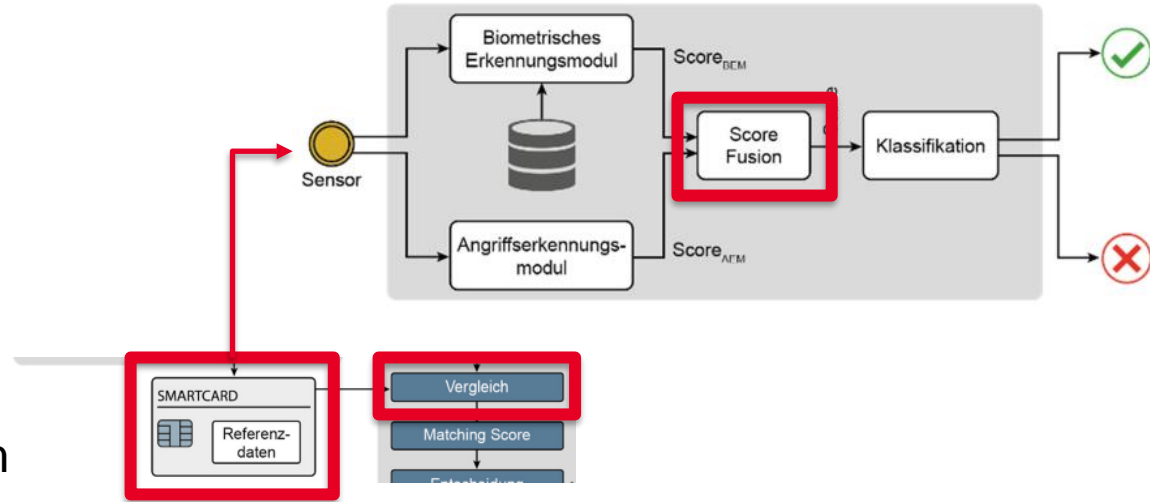 Biometrisches
Erkennungsmodul
Score
Sensor
Score
Fusion
Klassifikation
Angriffserkennungs-
modul
Score
SMARTCARD
Referenz-
daten
Vergleich
Matching Score
n